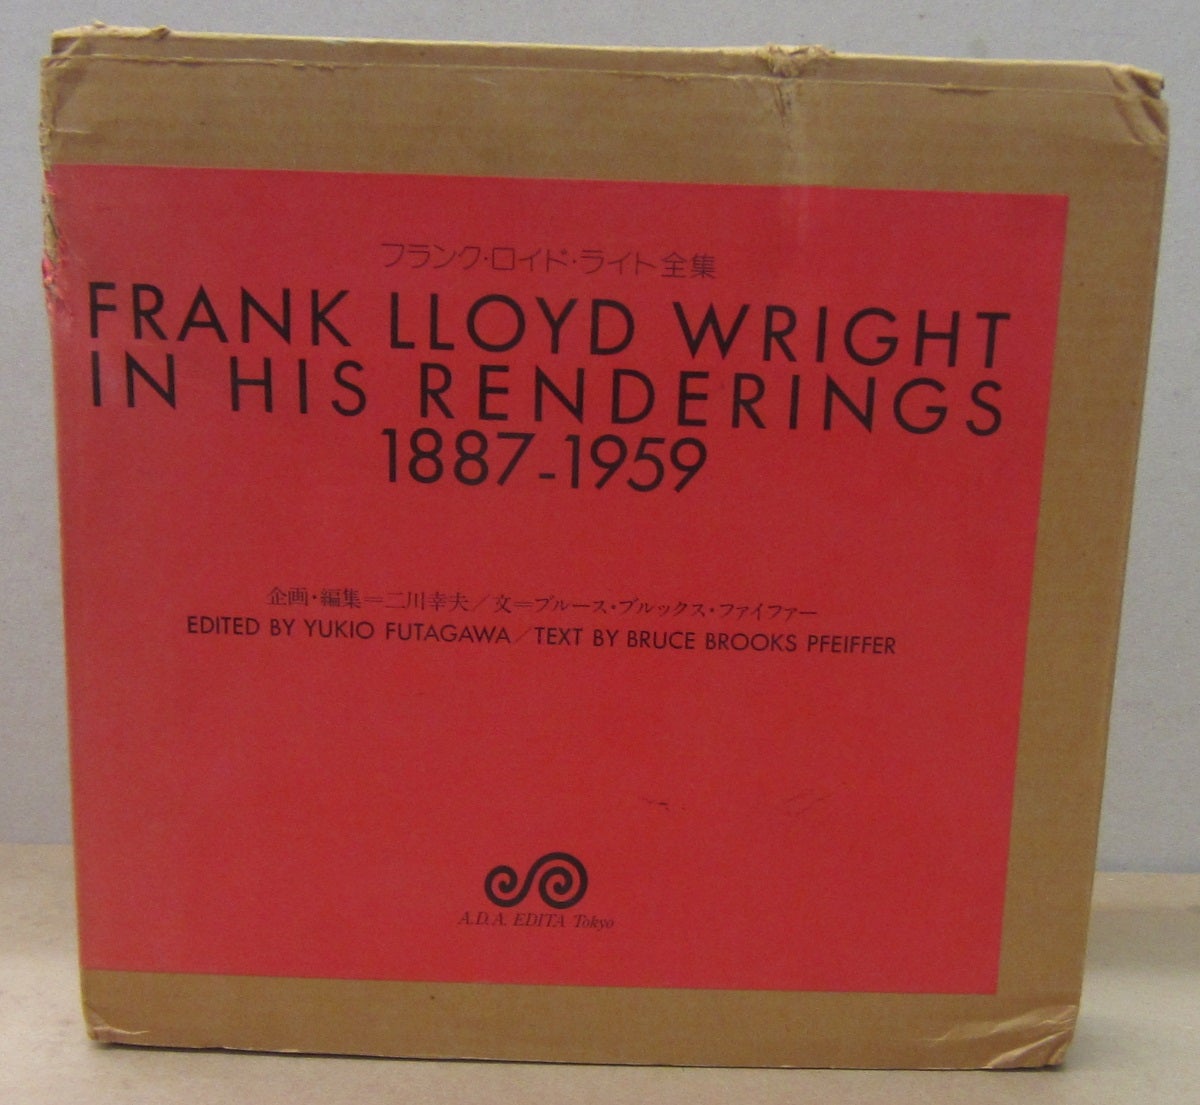 フランク・ロイド・ライト全集
FRANK LLOYD WRIGHT
IN HIS RENDERINGS
1887-1959
企画・編集=二川幸夫/文=ブルース・ブルックス・ファイファー
EDITED BY YUKIO FUTAGAWA/TEXT BY BRUCE BROOKS PFEIFFER
A.D.A. EDITA Tokyo